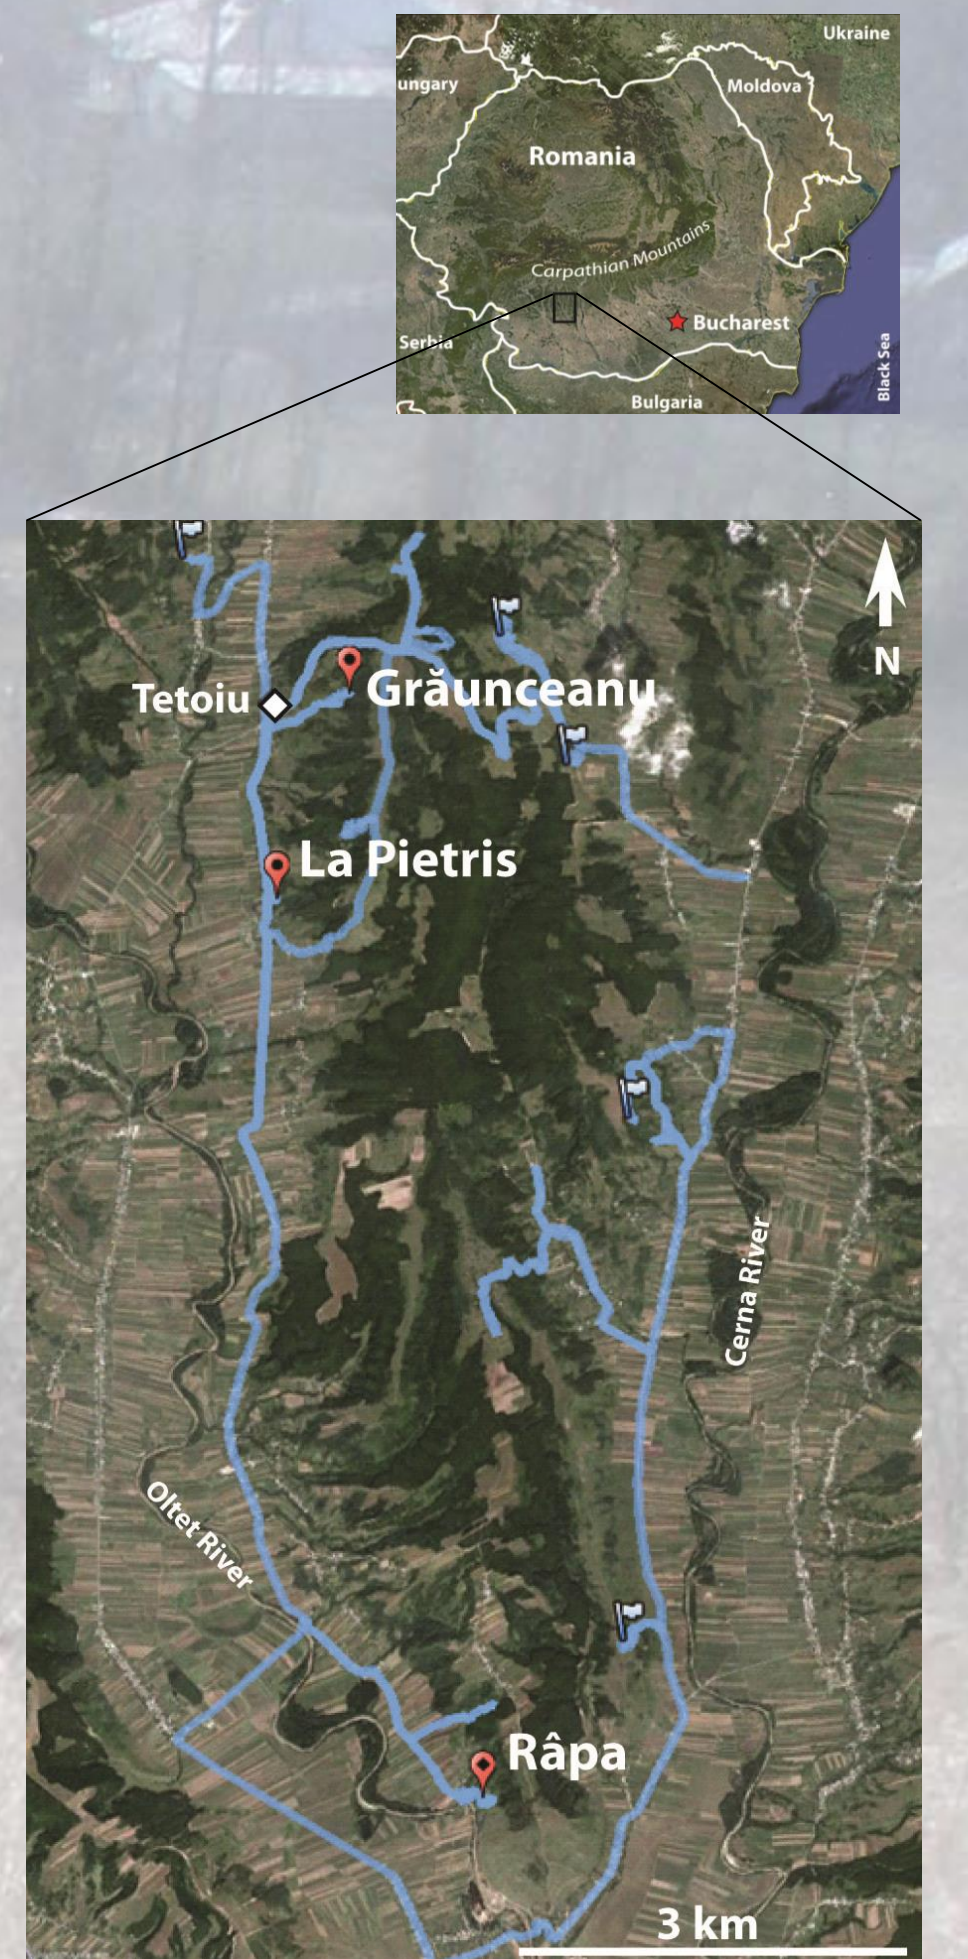 Ukraine
ungary
Moldova
Romania
Carpathian Mountains
Bucharest
Serbia
Black Sea
Bulgaria
N
Tetoiu
Grăunceanu
La Pietris
Cerna River
Oltet River
Râpa
3 km